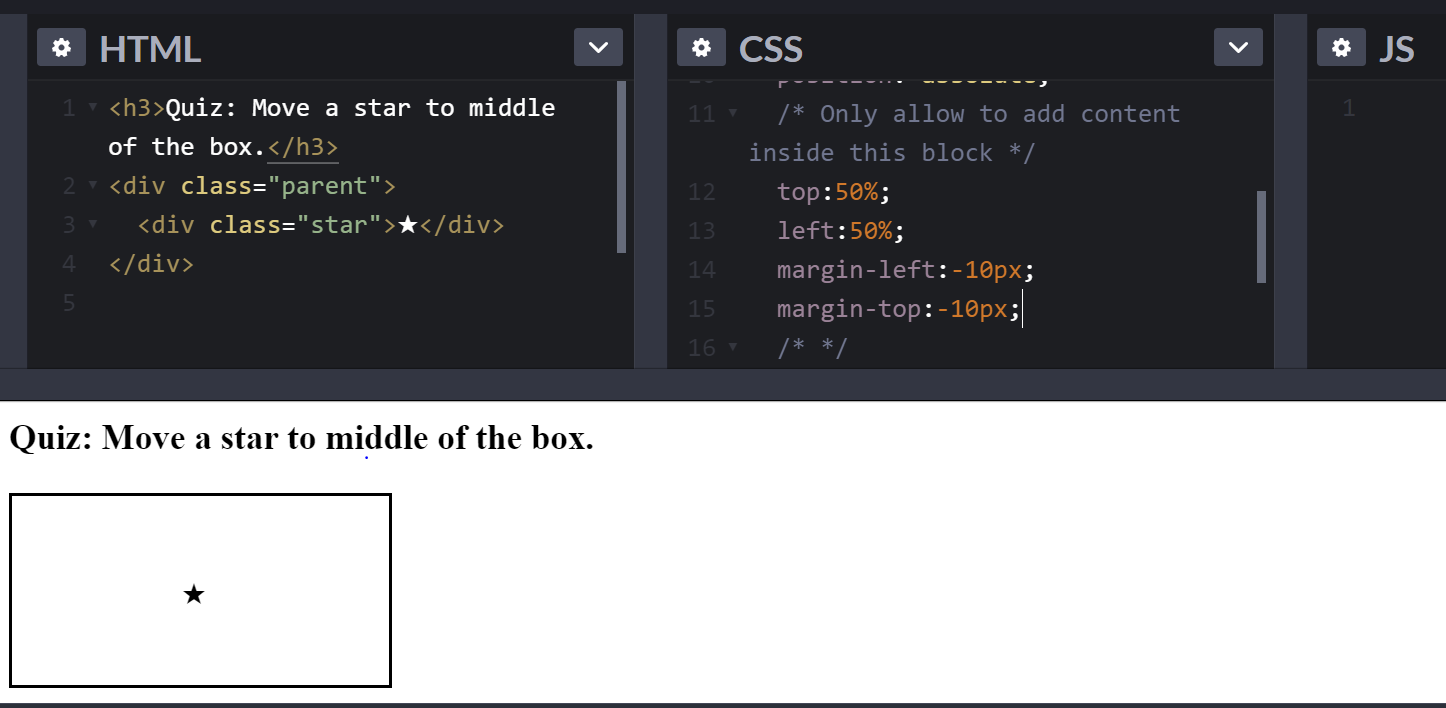 HTML
1 <h3>Quiz: Move a star to middle
of the box.</h3>
2 <div class="parent">
3 <div class="star">★</div>
4 </div>
5
CSS
11 /* Only allow to add content
inside this block */
12 top:50%;
13 left:50%;
14 margin-left:-10px;
15 margin-top:-10px;
16 /* */
JS
1
Quiz: Move a star to middle of the box.
★